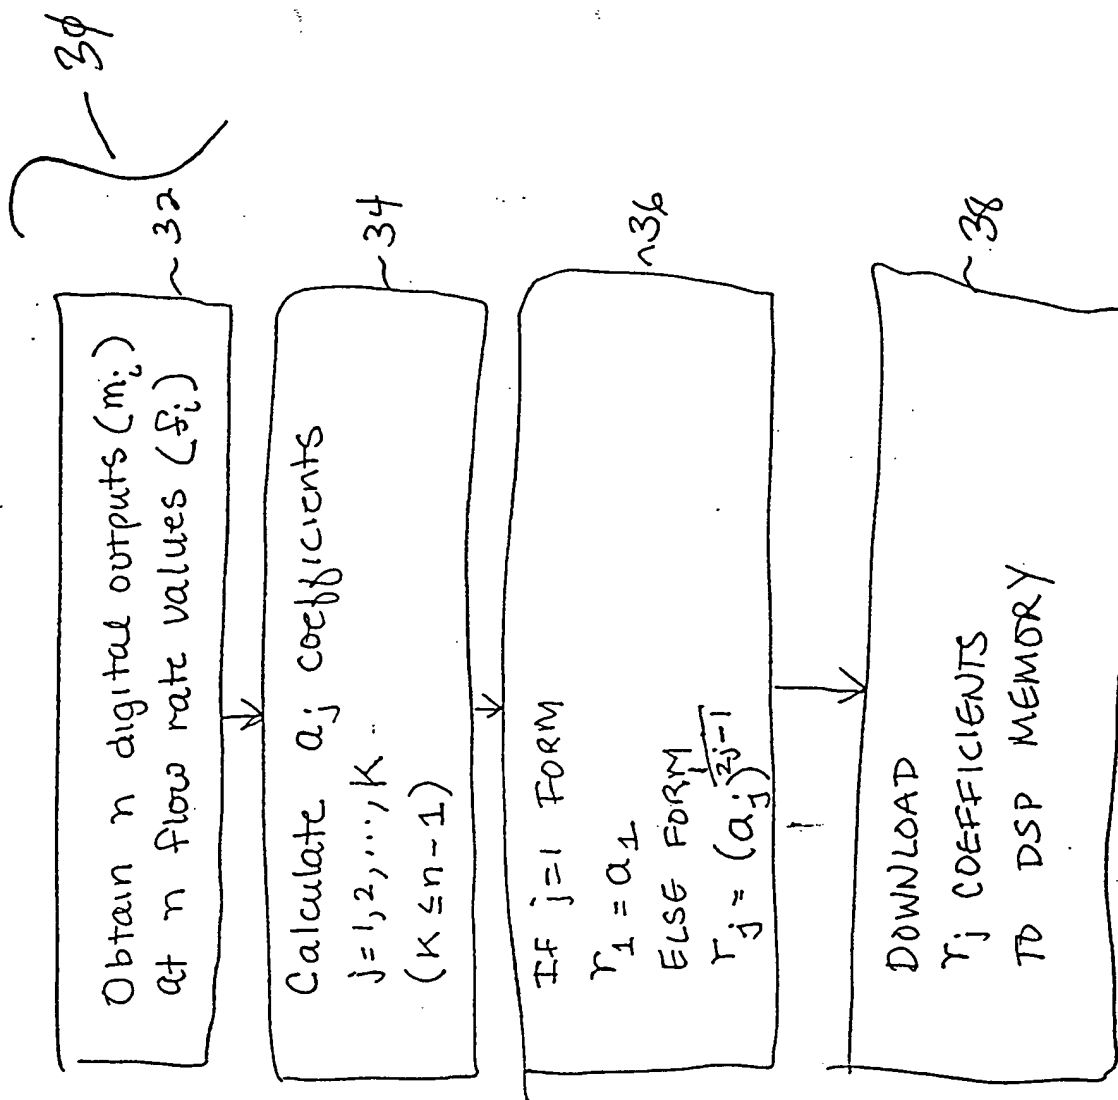 30
Obtain n digital outputs (mi)
at n flow rate values (fi)
32
Calculate aj coefficients
j=1,2,...,K
(K≤n-1)
34
If j=1 FORM
r1 = a1
ELSE FORM
rj = (aj)^1/(2j-1)
36
DOWNLOAD
rj COEFFICIENTS
TO DSP MEMORY
38